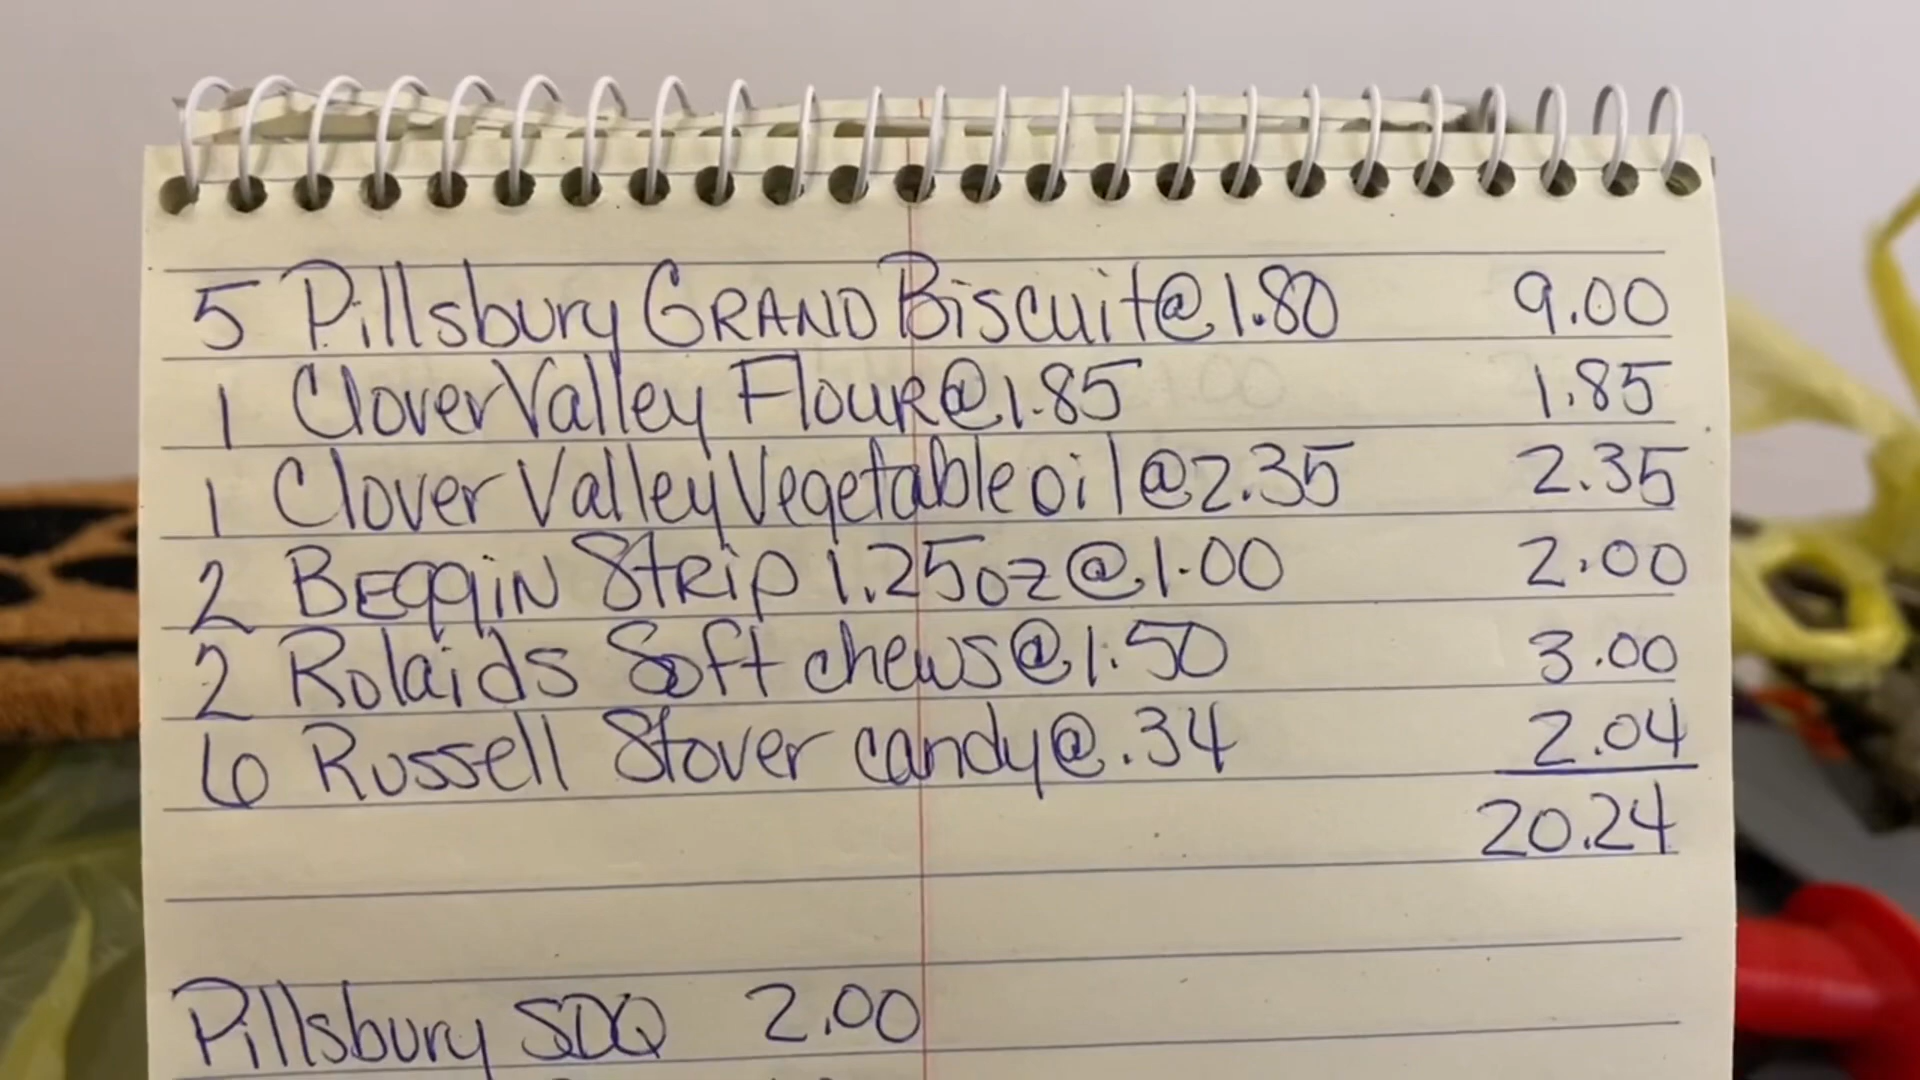 5 Pillsbury GRAND Biscuit @ 1.80 9.00
1 Clover Valley Flour @ 1.85 1.85
1 Clover Valley Vegetable oil @ 2.35 2.35
2 Beggin Strip 1.25oz @ 1.00 2.00
2 Rolaids Soft chews @ 1.50 3.00
6 Russell Stover candy @ .34 2.04
20.24
Pillsbury SDQ 2.00